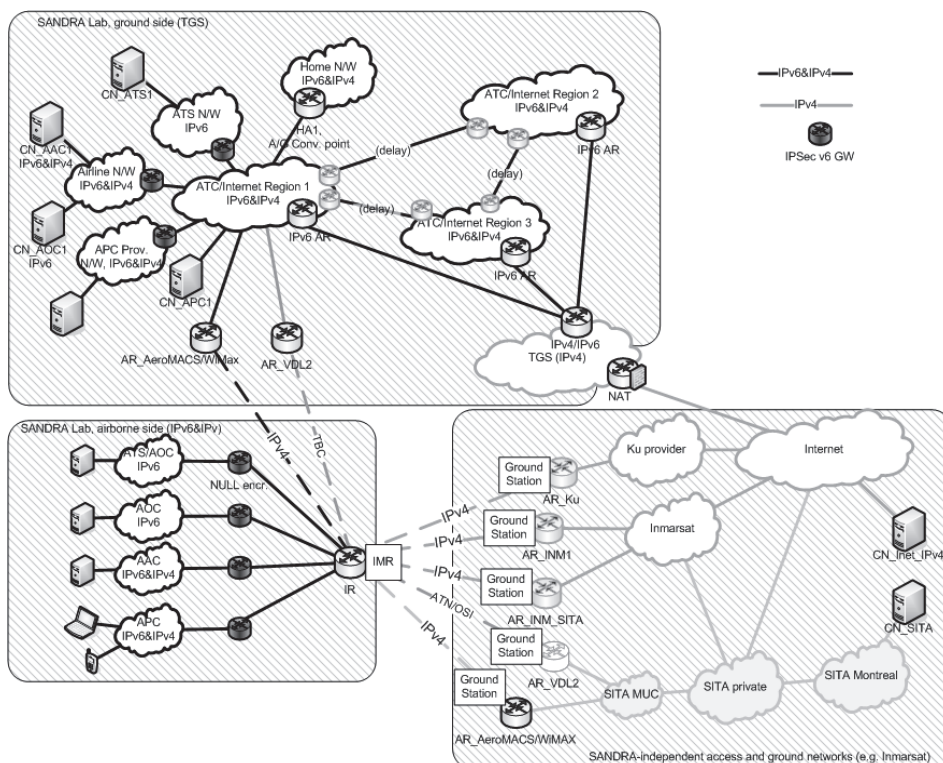 SANDRA Lab, ground side (TGS)
CN_ATS1
Home N/W
IPv6&IPv4
ATC/Internet Region 2
IPv6&IPv4
IPv6&IPv4
IPv4
IPSec v6 GW
CN_AAC1
IPv6&IPv4
ATS N/W
IPv6
HA1,
A/C Conv. point
IPv6 AR
(delay)
(delay)
(delay)
Airline N/W
IPv6&IPv4
ATC/Internet Region 1
IPv6&IPv4
CN_AOC1
IPv6
IPv6 AR
ATC/Internet Region 3
IPv6&IPv4
APC Prov.
N/W, IPv6&IPv4
IPv6 AR
CN_APC1
AR_AeroMACS/WiMax
AR_VDL2
IPv4/IPv6
TGS (IPv4)
NAT
SANDRA Lab, airborne side (IPv6&IPv)
IPv4
TBC
ATS/AOC
IPv6
NULL encr.
AOC
IPv6
AAC
IPv6&IPv4
APC
IPv6&IPv4
IR
IMR
IPv4
IPv4
IPv4
ATN/OSI
IPv4
Ground
Station
AR_Ku
Ku provider
Internet
Ground
Station
AR_INM1
Inmarsat
CN_Inet_IPv4
Ground
Station
AR_INM_SITA
CN_SITA
Ground
Station
AR_VDL2
Ground
Station
SITA MUC
SITA private
SITA Montreal
AR_AeroMACS/WiMAX
SANDRA-independent access and ground networks (e.g. Inmarsat)